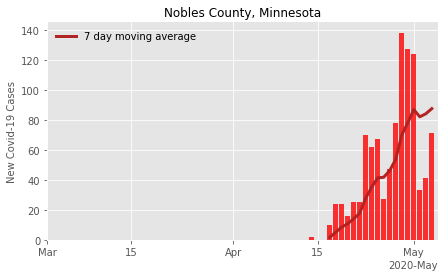 Nobles County, Minnesota
7 day moving average
New Covid-19 Cases
140
120
100
80
60
40
20
0
Mar
15
Apr
15
May
2020-May